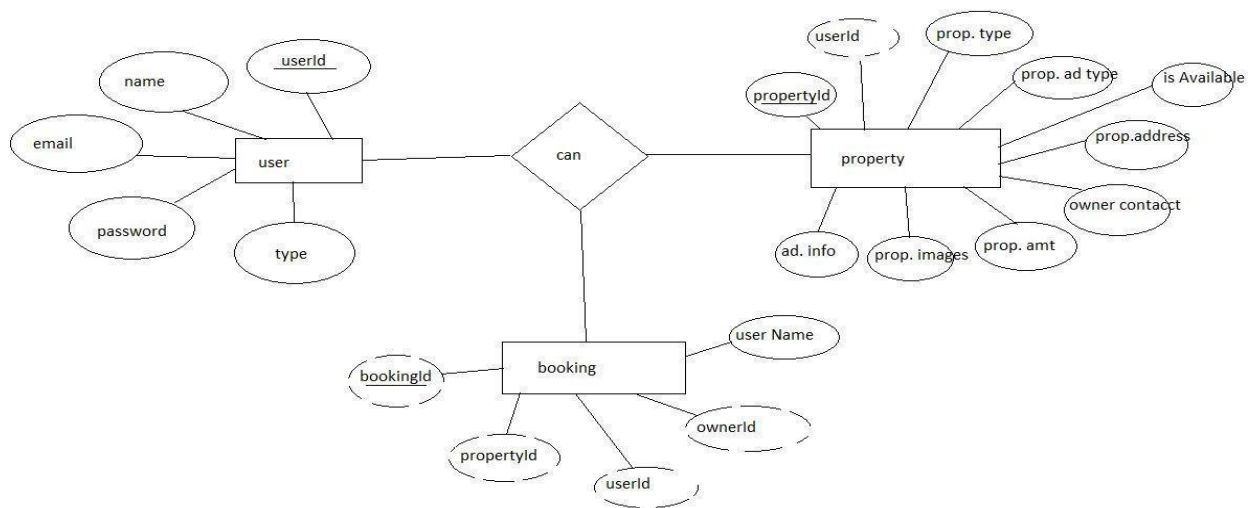 userId
prop. type
userId
name
prop. ad type
is Available
propertyId
email
prop.address
user
can
property
owner contacct
password
type
ad. info
prop. images
prop. amt
user Name
bookingId
booking
ownerId
propertyId
userId